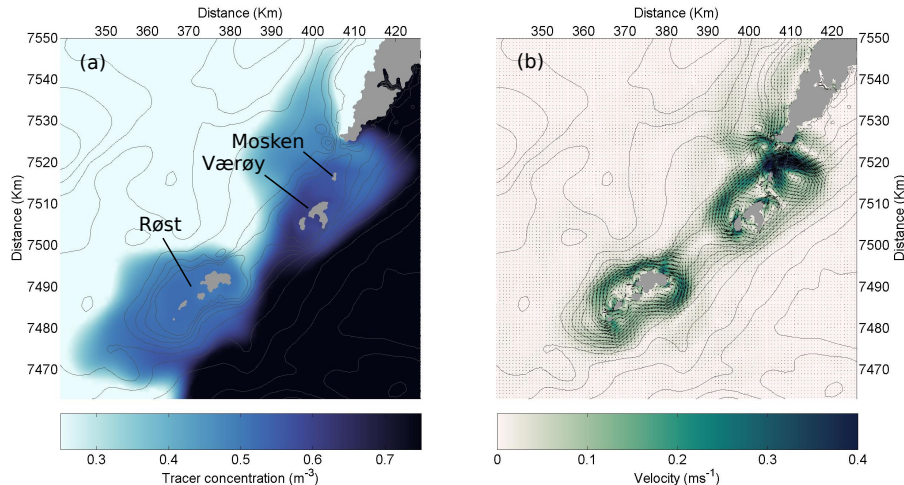 Distance (Km)
350 360 370 380 390 400 410 420
(a)
7550
7540
7530
7520
7510
7500
7490
7480
7470
Distance (Km)
Mosken
Værøy
Røst
0.3 0.4 0.5 0.6 0.7
Tracer concentration (m⁻³)
Distance (Km)
350 360 370 380 390 400 410 420
(b)
7550
7540
7530
7520
7510
7500
7490
7480
7470
Distance (Km)
0 0.1 0.2 0.3 0.4
Velocity (ms⁻¹)